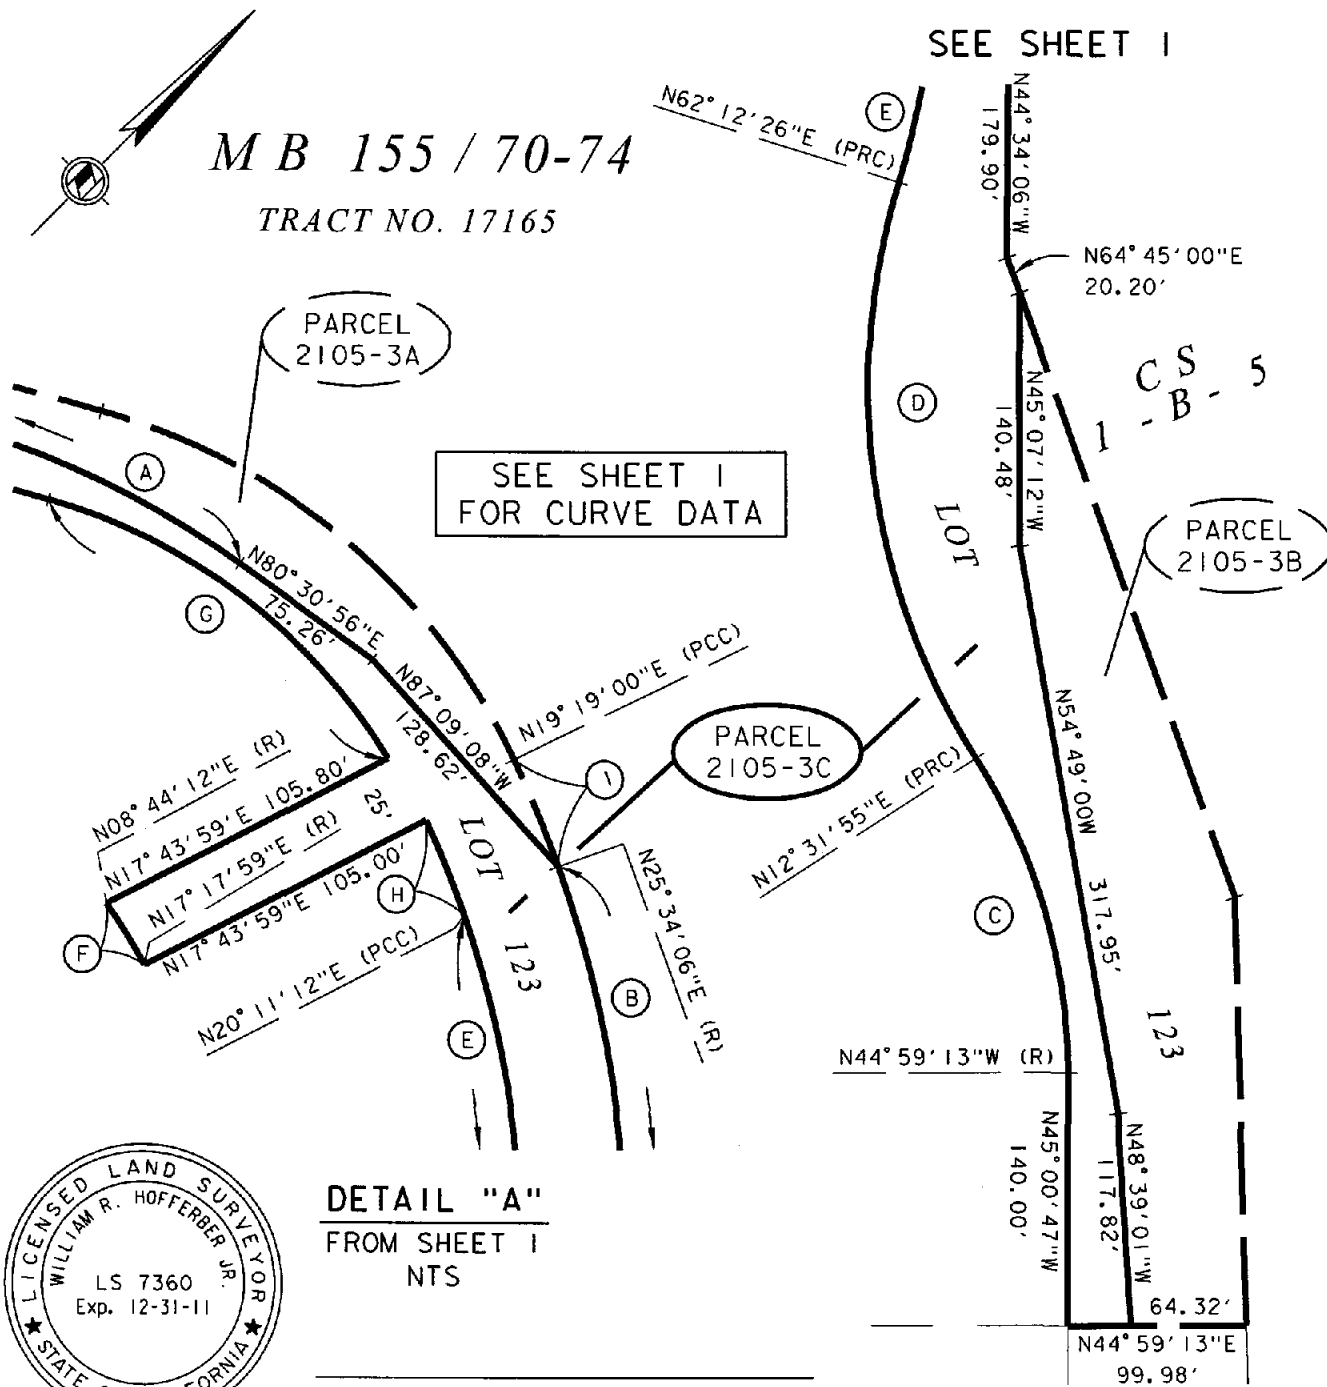 SEE SHEET 1
M B 155 / 70-74
TRACT NO. 17165
N62°12'26"E (PRC)
E
N44°34'06"W
179.90'
N64°45'00"E
20.20'
PARCEL
2105-3A
C S
1 - B - 5
A
SEE SHEET 1
FOR CURVE DATA
D
N45°07'12"W
140.48'
LOT
PARCEL
2105-3B
G
N80°30'56"E
75.26'
N87°09'08"W
128.62'
N19°19'00"E (PCC)
PARCEL
2105-3C
I
N12°31'55"E (PRC)
N54°49'00W
317.95'
N08°44'12"E (R)
N17°43'59'E 105.80'
25'
N17°17'59"E (R)
N17°43'59"E 105.00'
F
H
LOT
123
N25°34'06"E (R)
N20°11'12"E (PCC)
E
B
C
123
N44°59'13"W (R)
N45°00'47"W
140.00'
N48°39'01"W
117.82'
64.32'
N44°59'13"E
99.98'
DETAIL "A"
FROM SHEET 1
NTS
LICENSED LAND SURVEYOR
WILLIAM R. HOFFERBER JR.
LS 7360
Exp. 12-31-11